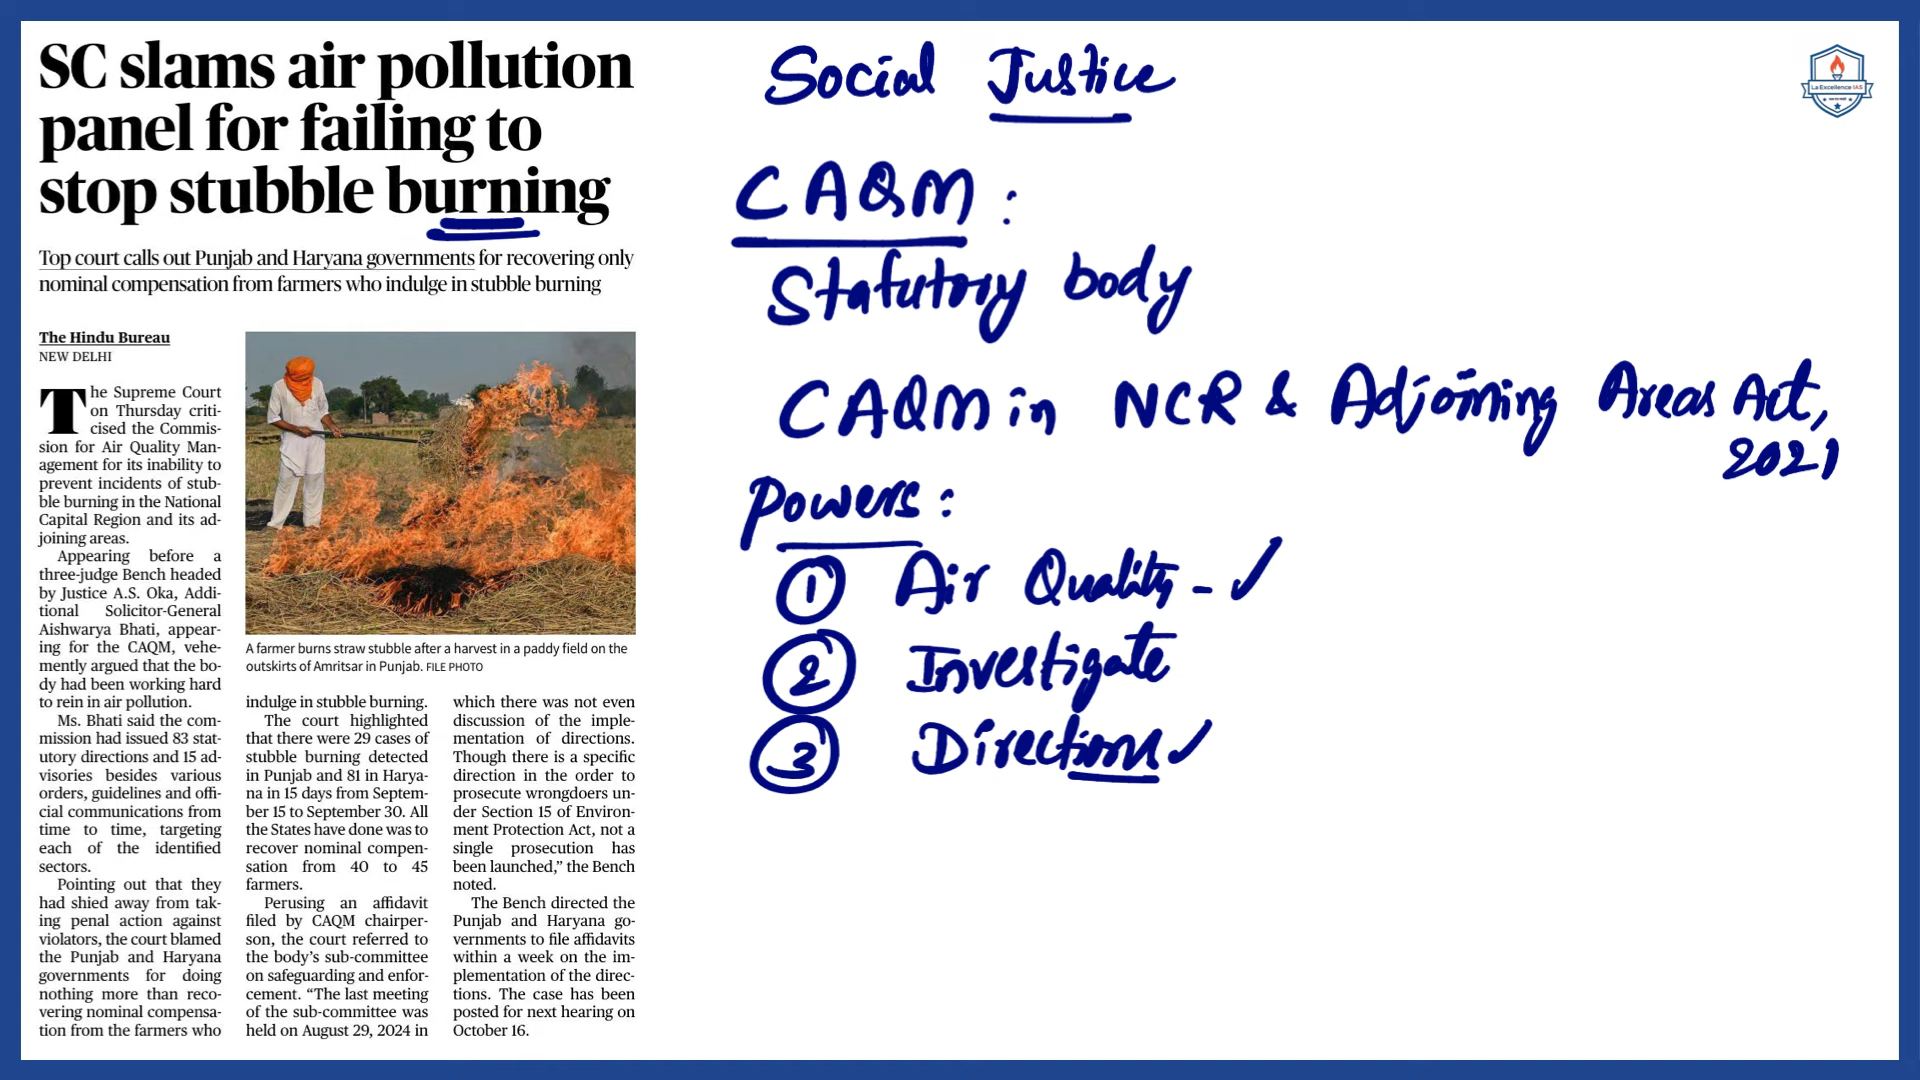 SC slams air pollution
panel for failing to
stop stubble burning
Top court calls out Punjab and Haryana governments for recovering only
nominal compensation from farmers who indulge in stubble burning
The Hindu Bureau
NEW DELHI
The Supreme Court
on Thursday criti-
cised the Commis-
sion for Air Quality Man-
agement for its inability to
prevent incidents of stub-
ble burning in the National
Capital Region and its ad-
joining areas.
Appearing before a
three-judge Bench headed
by Justice A.S. Oka, Addi-
tional Solicitor-General
Aishwarya Bhati, appear-
ing for the CAQM, vehe-
mently argued that the bo-
dy had been working hard
to rein in air pollution.
Ms. Bhati said the com-
mission had issued 83 stat-
utory directions and 15 ad-
visories besides various
orders, guidelines and offi-
cial communications from
time to time, targeting
each of the identified
sectors.
Pointing out that they
had shied away from tak-
ing penal action against
violators, the court blamed
the Punjab and Haryana
governments for doing
nothing more than reco-
vering nominal compensa-
tion from the farmers who
A farmer burns straw stubble after a harvest in a paddy field on the
outskirts of Amritsar in Punjab. FILE PHOTO
indulge in stubble burning.
The court highlighted
that there were 29 cases of
stubble burning detected
in Punjab and 81 in Harya-
na in 15 days from Septem-
ber 15 to September 30. All
the States have done was to
recover nominal compen-
sation from 40 to 45
farmers.
Perusing an affidavit
filed by CAQM chairper-
son, the court referred to
the body's sub-committee
on safeguarding and enfor-
cement. “The last meeting
of the sub-committee was
held on August 29, 2024 in
which there was not even
discussion of the imple-
mentation of directions.
Though there is a specific
direction in the order to
prosecute wrongdoers un-
der Section 15 of Environ-
ment Protection Act, not a
single prosecution has
been launched,” the Bench
noted.
The Bench directed the
Punjab and Haryana go-
vernments to file affidavits
within a week on the im-
plementation of the direc-
tions. The case has been
posted for next hearing on
October 16.
Social Justice
CAQM :
Statutory body
CAQM in NCR & Adjoining Areas Act,
2021
Powers :
1 Air Quality - ✓
2 Investigate
3 Directions ✓
La Excellence IAS